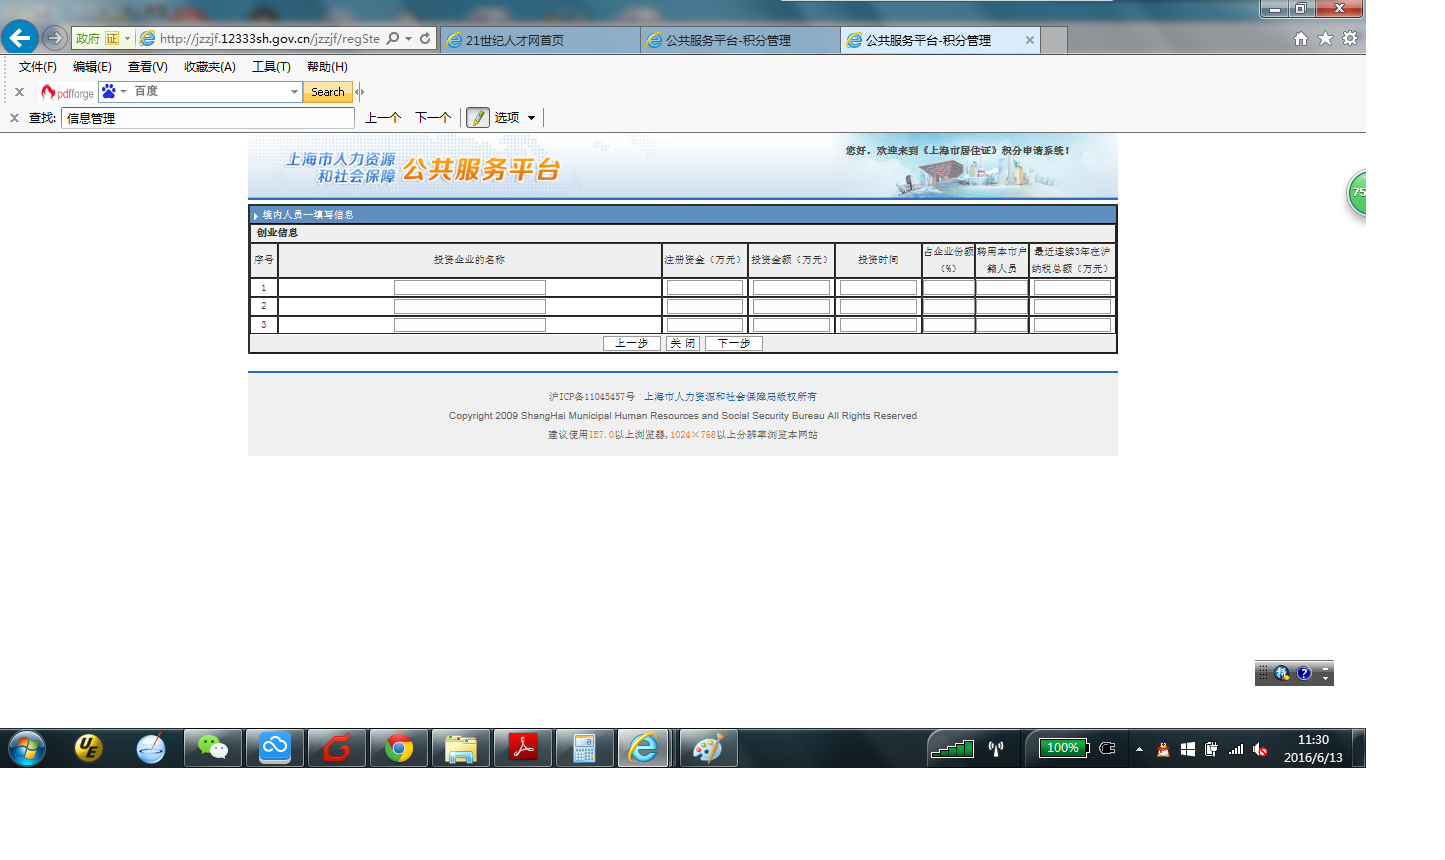 政府 证 http://jzzjf.12333sh.gov.cn/jzzjf/regSte 21世纪人才网首页 公共服务平台-积分管理 公共服务平台-积分管理
文件(F) 编辑(E) 查看(V) 收藏夹(A) 工具(T) 帮助(H)
pdfforge 百度 Search
查找: 信息管理 上一个 下一个 选项
上海市人力资源
和社会保障
公共服务平台
您好．欢迎来到《上海市居住证》积分申请系统！
75
境内人员—填写信息
创业信息
序号 投资企业的名称 注册资金（万元） 投资金额（万元） 投资时间 占企业份额（%） 聘用本市户籍人员 最近连续3年在沪纳税总额（万元）
1
2
3
上一步 关 闭 下一步
沪ICP备11045457号 上海市人力资源和社会保障局版权所有
Copyright 2009 ShangHai Municipal Human Resources and Social Security Bureau All Rights Reserved
建议使用IE7.0以上浏览器,1024×768以上分辨率浏览本网站
UE
100%
11:30
2016/6/13